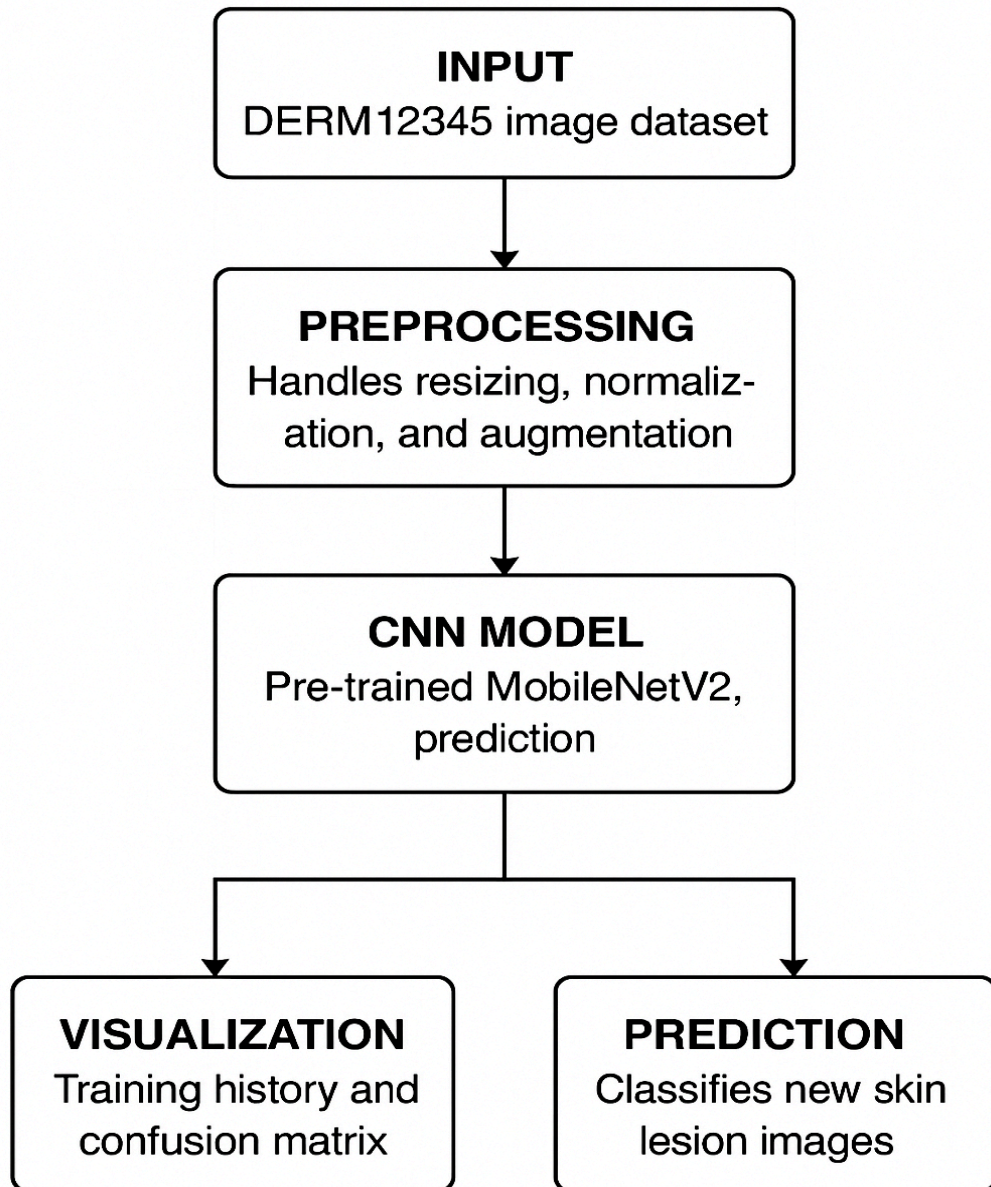 INPUT
DERM12345 image dataset
PREPROCESSING
Handles resizing, normaliz-
ation, and augmentation
CNN MODEL
Pre-trained MobileNetV2,
prediction
VISUALIZATION
Training history and
confusion matrix
PREDICTION
Classifies new skin
lesion images